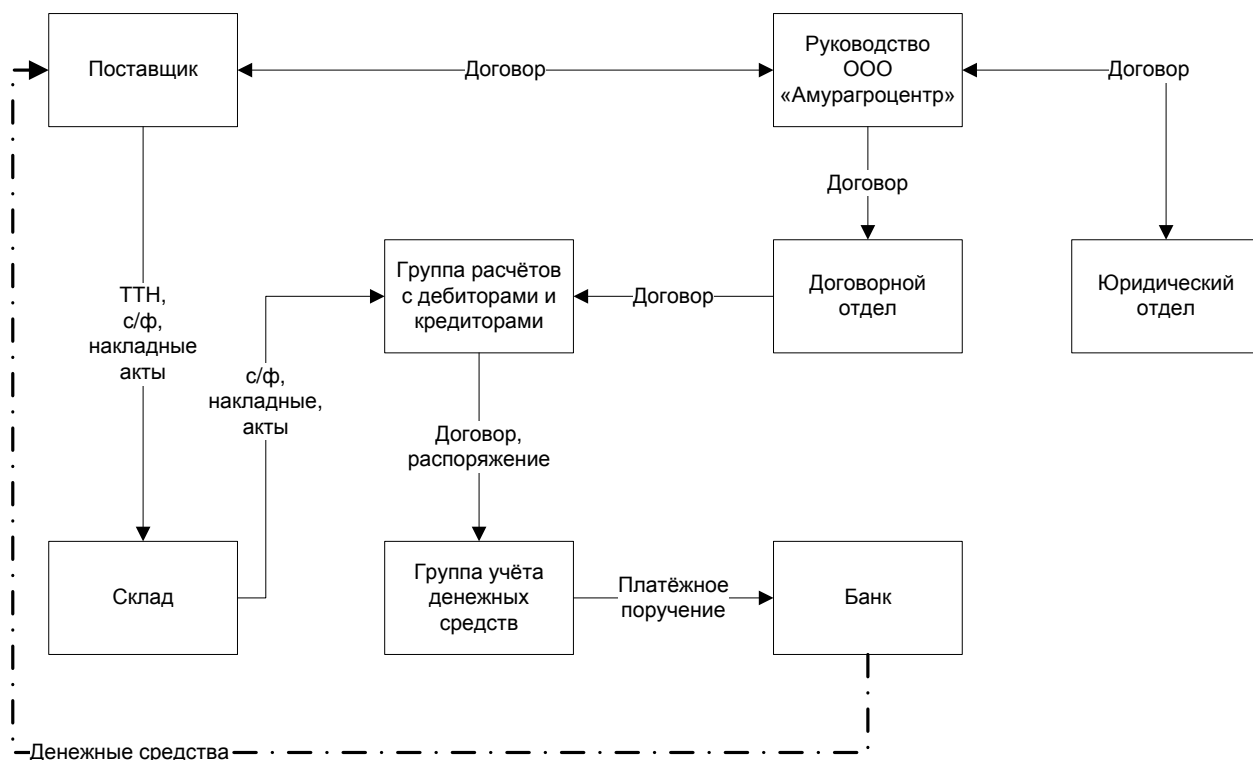 Поставщик
Договор
Руководство
ООО
«Амурагроцентр»
Договор
Договор
Группа расчётов
с дебиторами и
кредиторами
Договор
Договорной
отдел
Юридический
отдел
ТТН,
с/ф,
накладные
акты
с/ф,
накладные,
акты
Договор,
распоряжение
Склад
Группа учёта
денежных
средств
Платёжное
поручение
Банк
Денежные средства